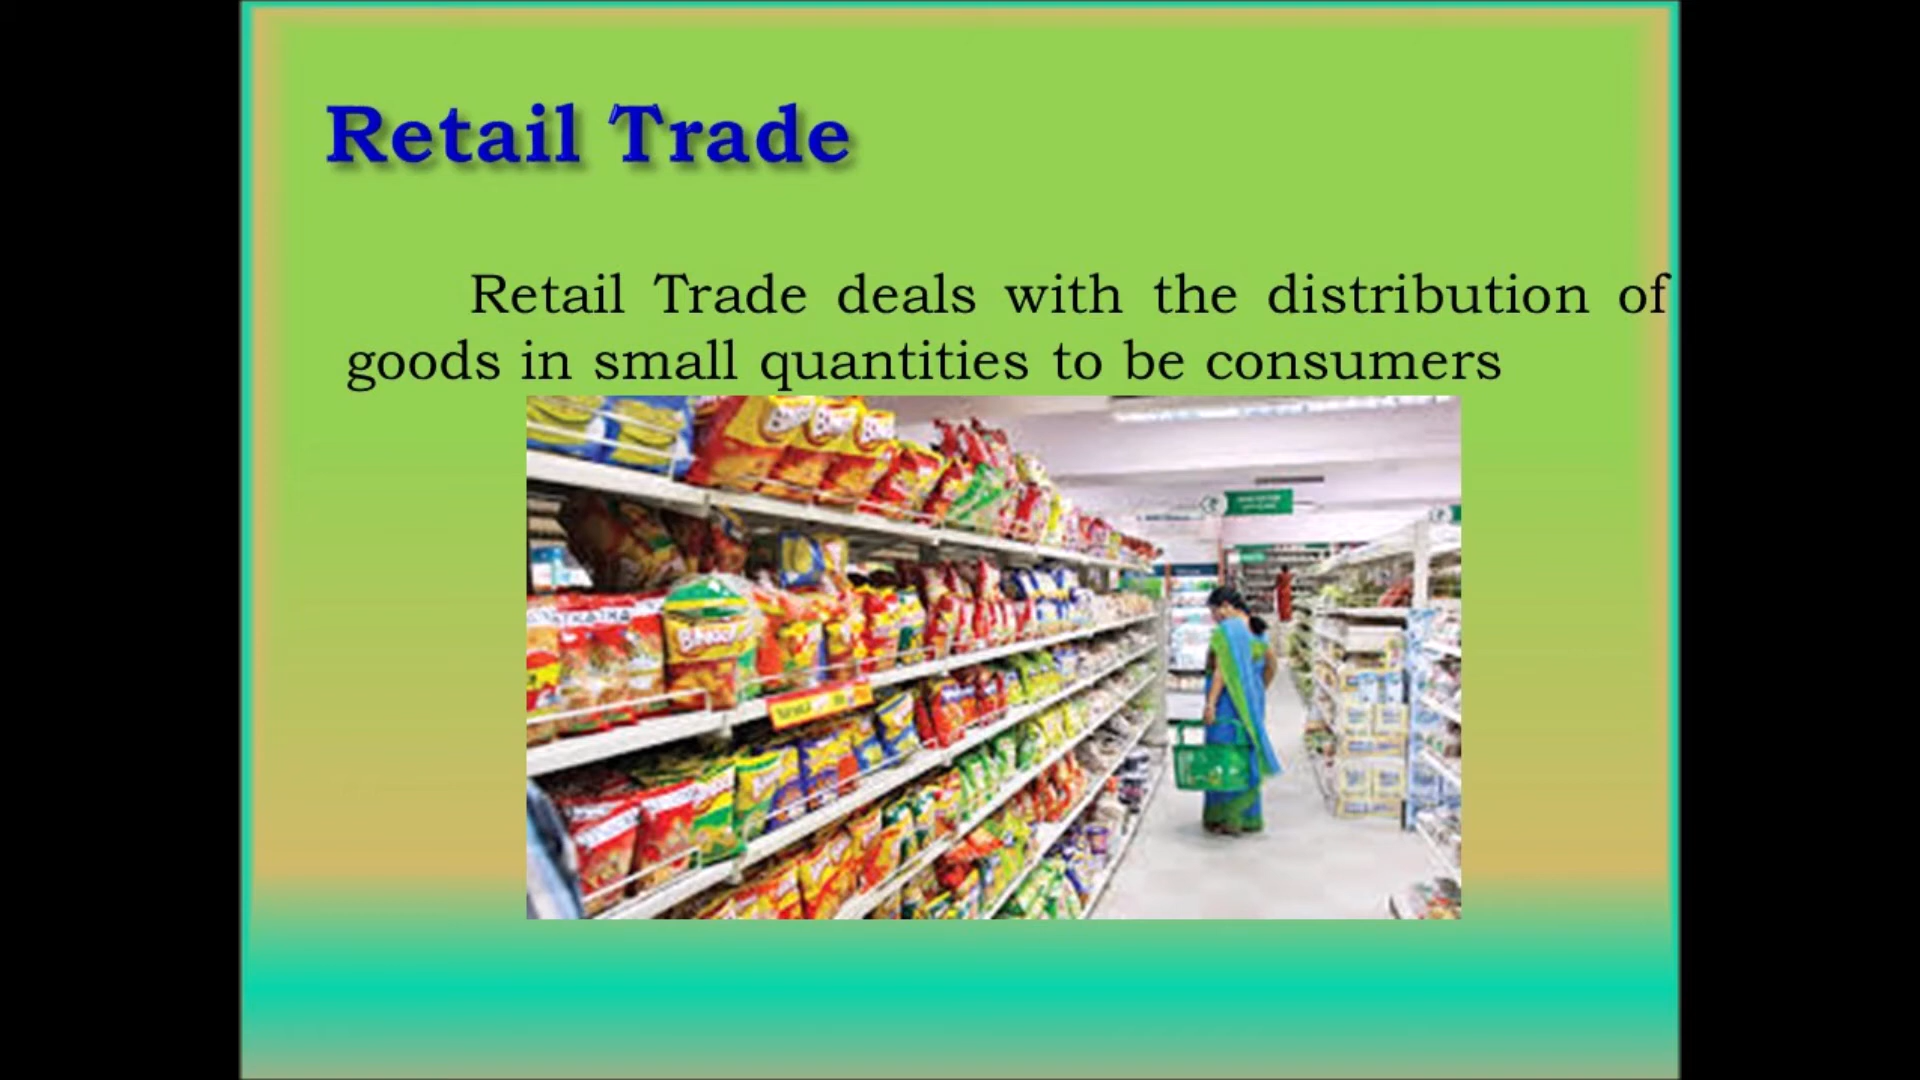 Retail Trade
Retail Trade deals with the distribution of
goods in small quantities to be consumers